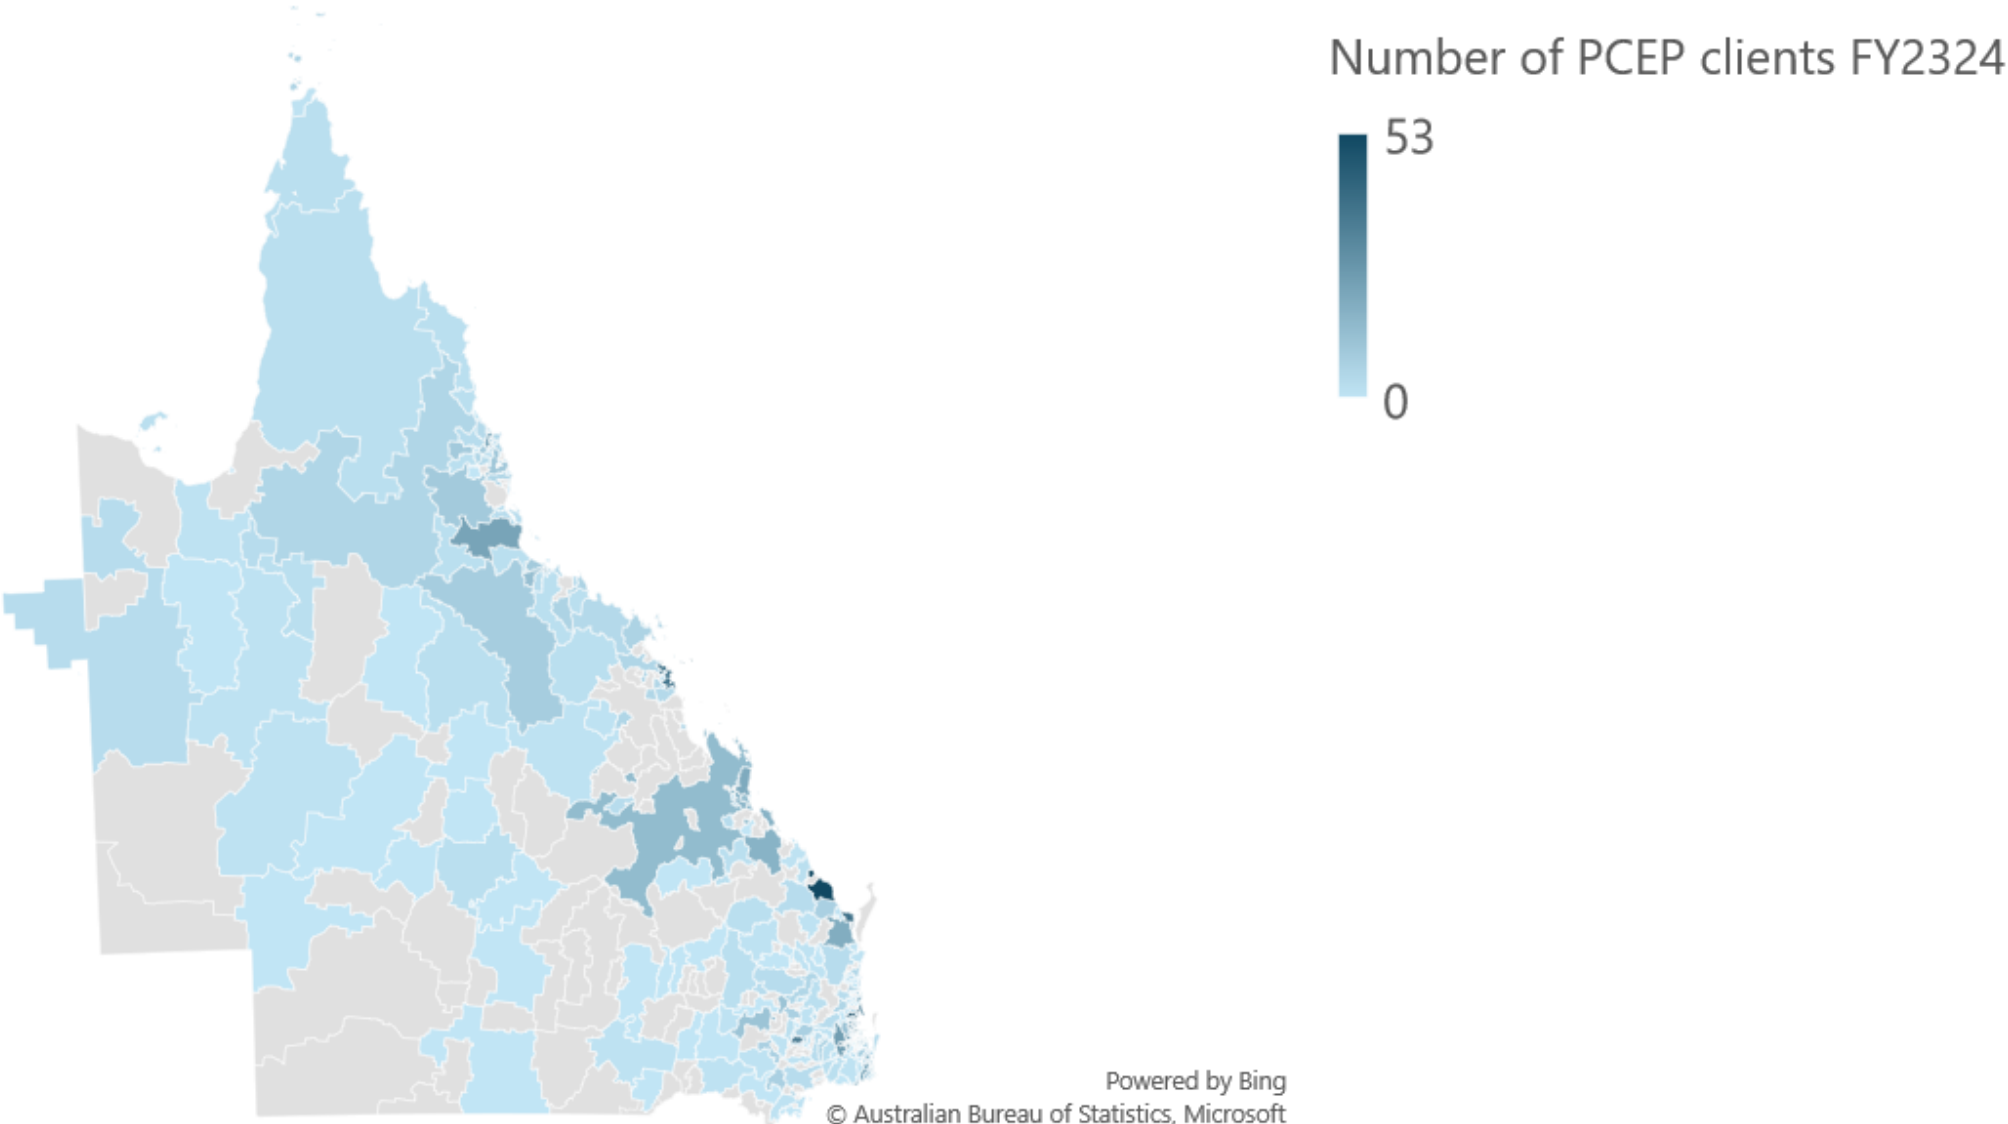 Number of PCEP clients FY2324
53
0
Powered by Bing
© Australian Bureau of Statistics, Microsoft